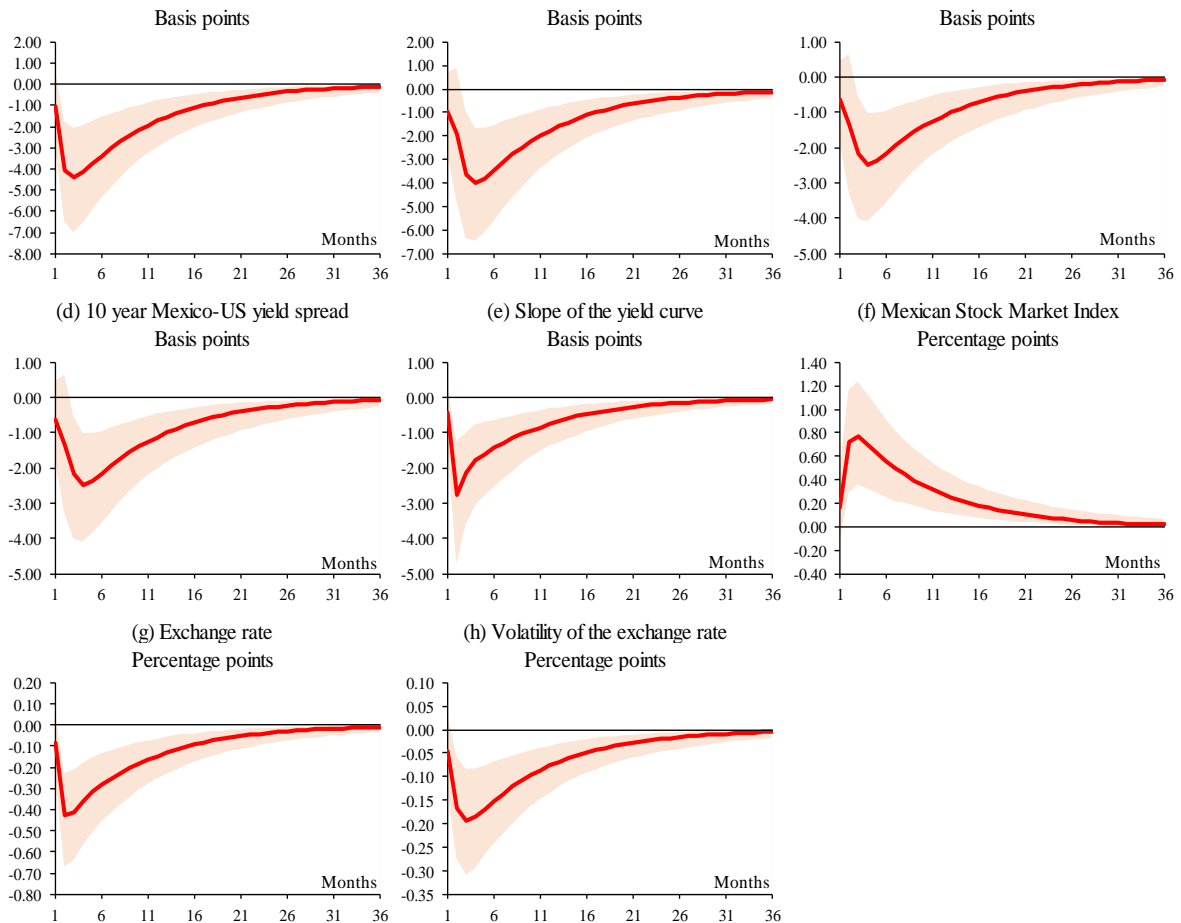 Basis points
Basis points
Basis points
2.00
1.00
0.00
-1.00
-2.00
-3.00
-4.00
-5.00
-6.00
-7.00
-8.00
Months
1 6 11 16 21 26 31 36
2.00
1.00
0.00
-1.00
-2.00
-3.00
-4.00
-5.00
-6.00
-7.00
Months
1 6 11 16 21 26 31 36
1.00
0.00
-1.00
-2.00
-3.00
-4.00
-5.00
Months
1 6 11 16 21 26 31 36
(d) 10 year Mexico-US yield spread
Basis points
1.00
0.00
-1.00
-2.00
-3.00
-4.00
-5.00
Months
1 6 11 16 21 26 31 36
(e) Slope of the yield curve
Basis points
1.00
0.00
-1.00
-2.00
-3.00
-4.00
-5.00
Months
1 6 11 16 21 26 31 36
(f) Mexican Stock Market Index
Percentage points
1.40
1.20
1.00
0.80
0.60
0.40
0.20
0.00
-0.20
-0.40
Months
1 6 11 16 21 26 31 36
(g) Exchange rate
Percentage points
0.20
0.10
0.00
-0.10
-0.20
-0.30
-0.40
-0.50
-0.60
-0.70
-0.80
Months
1 6 11 16 21 26 31 36
(h) Volatility of the exchange rate
Percentage points
0.10
0.05
0.00
-0.05
-0.10
-0.15
-0.20
-0.25
-0.30
-0.35
Months
1 6 11 16 21 26 31 36